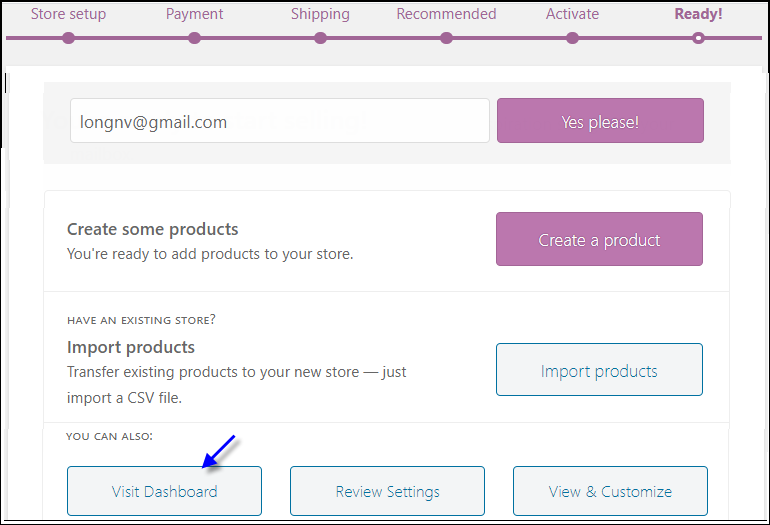 Store setup Payment Shipping Recommended Activate Ready!
longnv@gmail.com Yes please!
Create some products
You're ready to add products to your store.
Create a product
HAVE AN EXISTING STORE?
Import products
Transfer existing products to your new store — just
import a CSV file.
Import products
YOU CAN ALSO:
Visit Dashboard Review Settings View & Customize